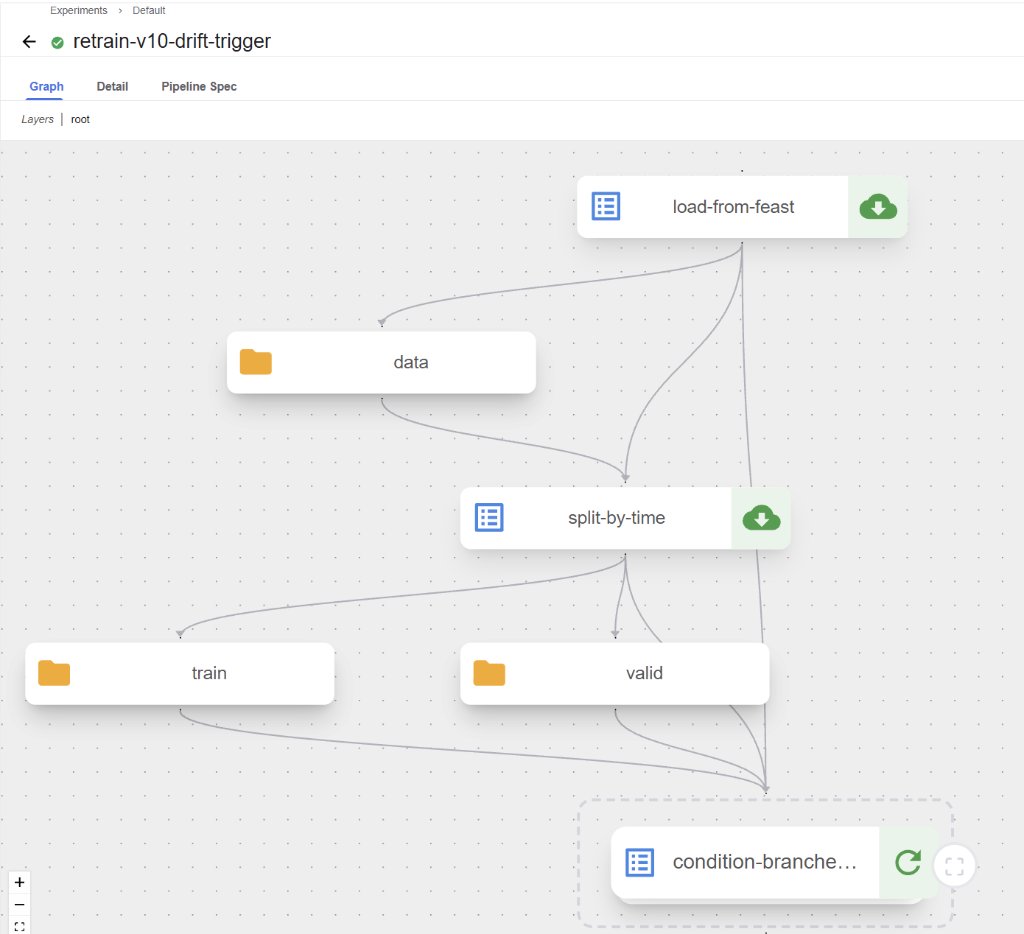 Experiments > Default
retrain-v10-drift-trigger
Graph Detail Pipeline Spec
Layers | root
load-from-feast
data
split-by-time
train valid
condition-branche...